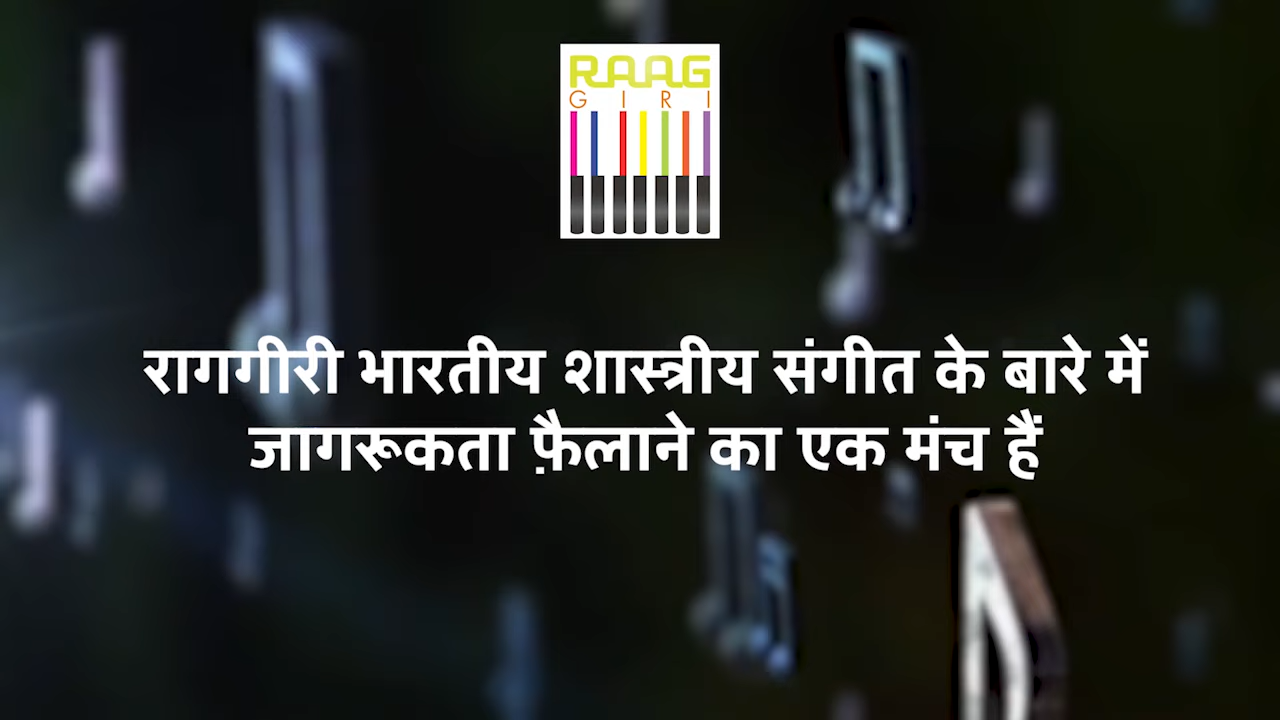 RAAG
GIRI
रागगीरी भारतीय शास्त्रीय संगीत के बारे में
जागरूकता फ़ैलाने का एक मंच हैं